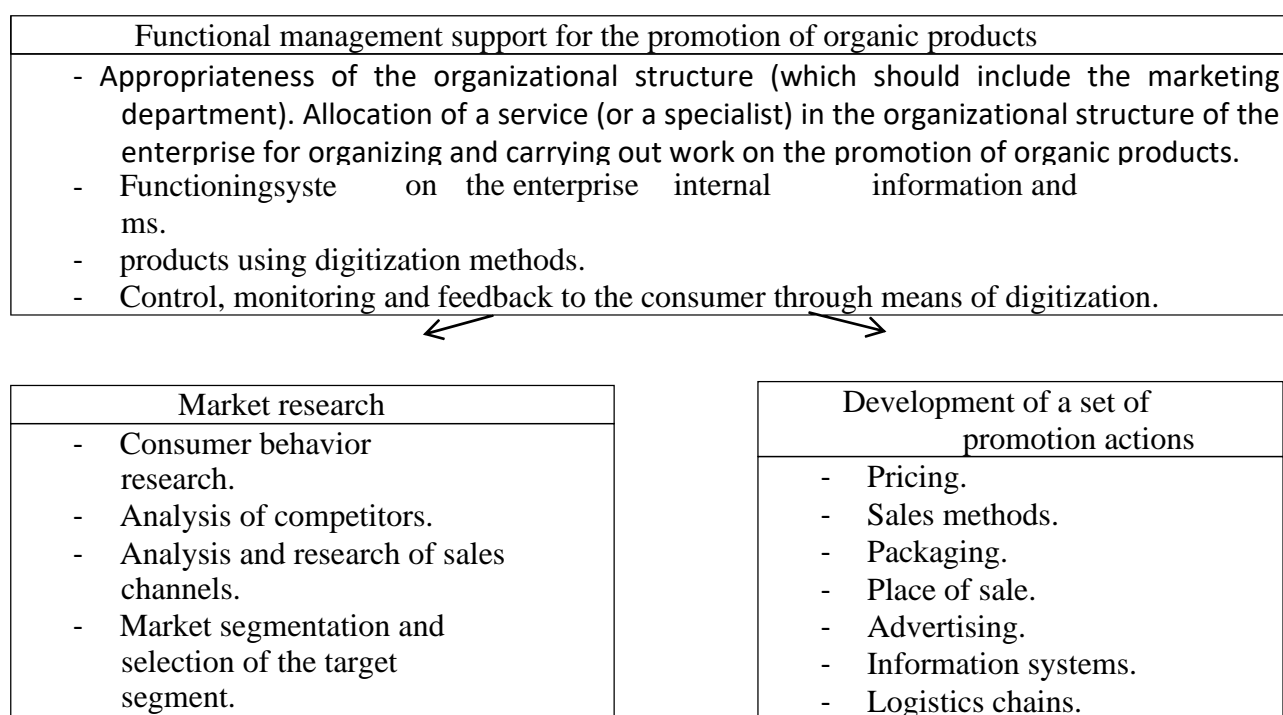 Functional management support for the promotion of organic products
- Appropriateness of the organizational structure (which should include the marketing
department). Allocation of a service (or a specialist) in the organizational structure of the
enterprise for organizing and carrying out work on the promotion of organic products.
- Functioningsyste on the enterprise internal information and
ms.
- products using digitization methods.
- Control, monitoring and feedback to the consumer through means of digitization.
Market research
- Consumer behavior
research.
- Analysis of competitors.
- Analysis and research of sales
channels.
- Market segmentation and
selection of the target
segment.
Development of a set of
promotion actions
- Pricing.
- Sales methods.
- Packaging.
- Place of sale.
- Advertising.
- Information systems.
- Logistics chains.